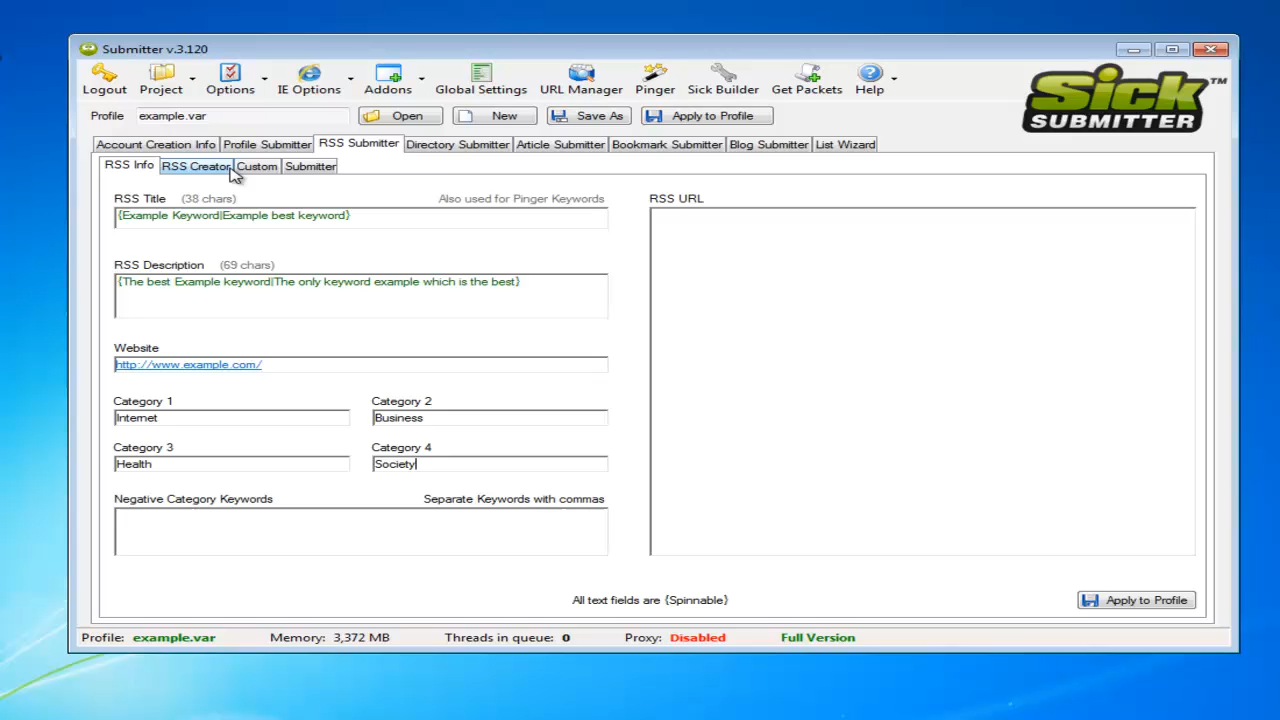 Submitter v.3.120
Logout Project Options IE Options Addons Global Settings URL Manager Pinger Sick Builder Get Packets Help
Sick SUBMITTER™
Profile example.var Open New Save As Apply to Profile
Account Creation Info Profile Submitter RSS Submitter Directory Submitter Article Submitter Bookmark Submitter Blog Submitter List Wizard
RSS Info RSS Creator Custom Submitter
RSS Title (38 chars) Also used for Pinger Keywords
{Example Keyword|Example best keyword}
RSS Description (69 chars)
{The best Example keyword|The only keyword example which is the best}
Website
http://www.example.com/
Category 1 Category 2
Internet Business
Category 3 Category 4
Health Society
Negative Category Keywords Separate Keywords with commas
RSS URL
All text fields are {Spinnable}
Apply to Profile
Profile: example.var Memory: 3,372 MB Threads in queue: 0 Proxy: Disabled Full Version